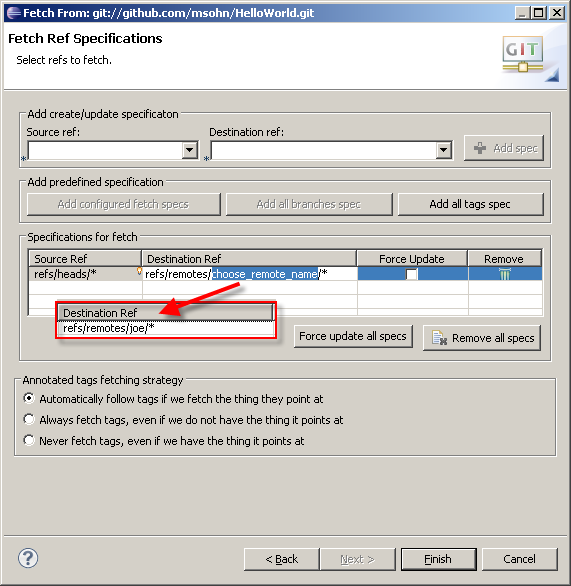 Fetch From: git://github.com/msohn/HelloWorld.git
Fetch Ref Specifications
Select refs to fetch.
GIT
Add create/update specificaton
Source ref: Destination ref:
* * Add spec
Add predefined specification
Add configured fetch specs Add all branches spec Add all tags spec
Specifications for fetch
Source Ref Destination Ref Force Update Remove
refs/heads/* refs/remotes/choose_remote_name/*
Destination Ref
refs/remotes/joe/*
Force update all specs Remove all specs
Annotated tags fetching strategy
Automatically follow tags if we fetch the thing they point at
Always fetch tags, even if we do not have the thing it points at
Never fetch tags, even if we have the thing it points at
? < Back Next > Finish Cancel